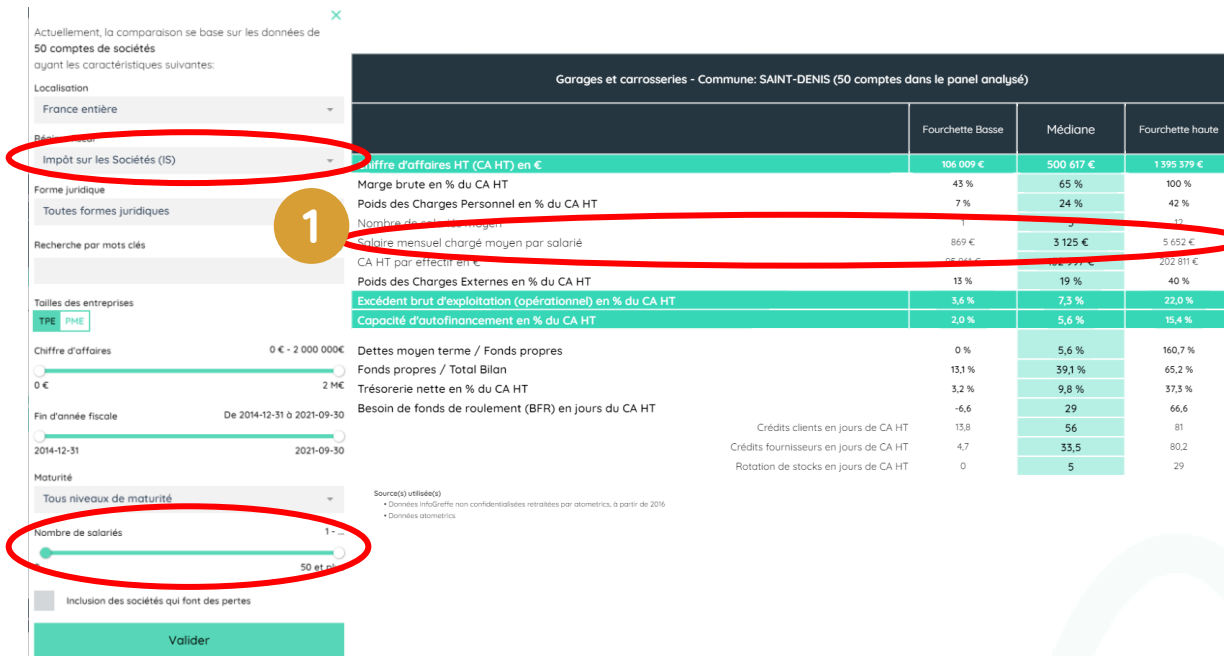 Actuellement, la comparaison se base sur les données de
50 comptes de sociétés
ayant les caractéristiques suivantes:
Localisation
France entière
Impôt sur les Sociétés (IS)
Forme juridique
Toutes formes juridiques
Recherche par mots clés
Tailles des entreprises
TPE PME
Chiffre d'affaires 0 € - 2 000 000€
0 € 2 M€
Fin d'année fiscale De 2014-12-31 à 2021-09-30
2014-12-31 2021-09-30
Maturité
Tous niveaux de maturité
Nombre de salariés 1 - ...
50 et plus
Inclusion des sociétés qui font des pertes
Valider
1
Garages et carrosseries - Commune: SAINT-DENIS (50 comptes dans le panel analysé)
Fourchette Basse Médiane Fourchette haute
Chiffre d'affaires HT (CA HT) en € 106 009 € 500 617 € 1 395 379 €
Marge brute en % du CA HT 43 % 65 % 100 %
Poids des Charges Personnel en % du CA HT 7 % 24 % 42 %
Nombre de salariés moyen 1 12
Salaire mensuel chargé moyen par salarié 869 € 3 125 € 5 652 €
CA HT par effectif en € 202 811 €
Poids des Charges Externes en % du CA HT 13 % 19 % 40 %
Excédent brut d'exploitation (opérationnel) en % du CA HT 3,6 % 7,3 % 22,0 %
Capacité d'autofinancement en % du CA HT 2,0 % 5,6 % 15,4 %
Dettes moyen terme / Fonds propres 0 % 5,6 % 160,7 %
Fonds propres / Total Bilan 13,1 % 39,1 % 65,2 %
Trésorerie nette en % du CA HT 3,2 % 9,8 % 37,3 %
Besoin de fonds de roulement (BFR) en jours du CA HT -6,6 29 66,6
Crédits clients en jours de CA HT 13,8 56 81
Crédits fournisseurs en jours de CA HT 4,7 33,5 80,2
Rotation de stocks en jours de CA HT 0 5 29
Source(s) utilisée(s)
• Données InfoGreffe non confidentialisées retraitées par atometrics, à partir de 2016
• Données atometrics